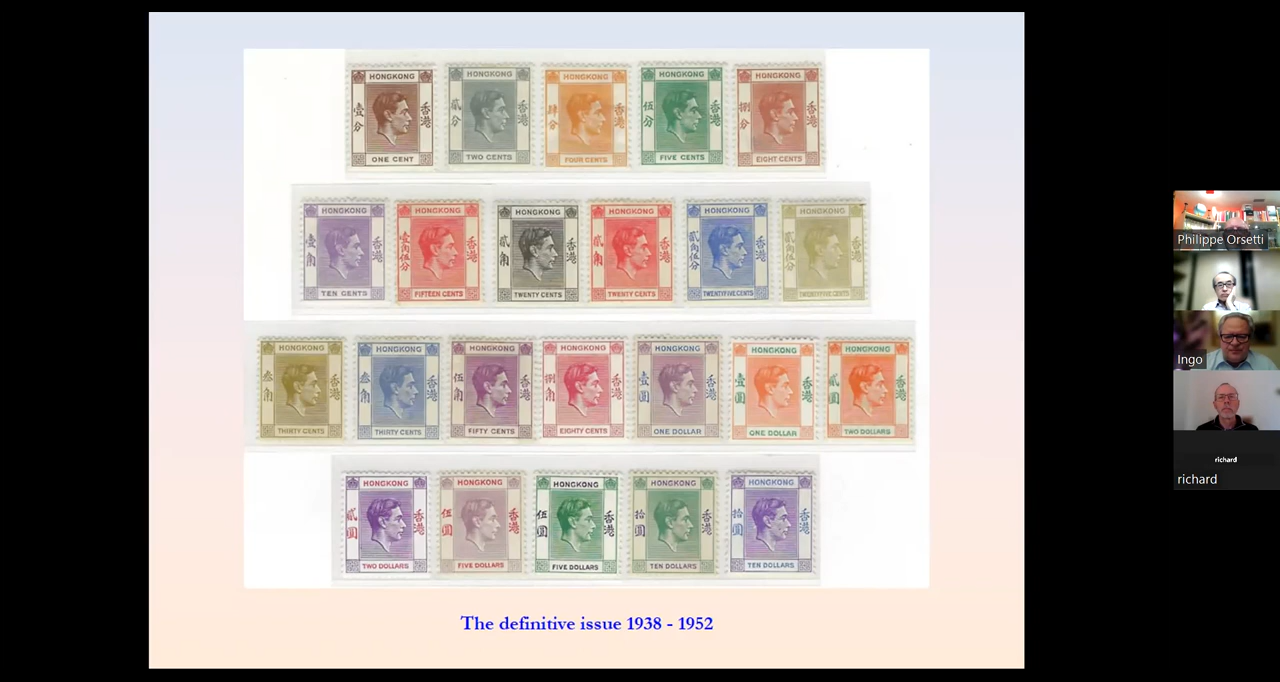 HONGKONG
壹分
香港
ONE CENT
HONGKONG
貳分
香港
TWO CENTS
HONGKONG
肆分
香港
FOUR CENTS
HONGKONG
伍分
香港
FIVE CENTS
HONGKONG
捌分
香港
EIGHT CENTS
HONGKONG
壹角
香港
TEN CENTS
HONGKONG
壹角伍分
香港
FIFTEEN CENTS
HONGKONG
貳角
香港
TWENTY CENTS
HONGKONG
貳角
香港
TWENTY CENTS
HONGKONG
貳角伍分
香港
TWENTYFIVE CENTS
HONGKONG
貳角伍分
香港
TWENTYFIVE CENTS
HONGKONG
叁角
香港
THIRTY CENTS
HONGKONG
叁角
香港
THIRTY CENTS
HONGKONG
伍角
香港
FIFTY CENTS
HONGKONG
捌角
香港
EIGHTY CENTS
HONGKONG
壹圓
香港
ONE DOLLAR
HONGKONG
壹圓
香港
ONE DOLLAR
HONGKONG
貳圓
香港
TWO DOLLARS
HONGKONG
貳圓
香港
TWO DOLLARS
HONGKONG
伍圓
香港
FIVE DOLLARS
HONGKONG
伍圓
香港
FIVE DOLLARS
HONGKONG
拾圓
香港
TEN DOLLARS
HONGKONG
拾圓
香港
TEN DOLLARS
The definitive issue 1938 - 1952
Philippe Orsetti
Ingo
richard
richard